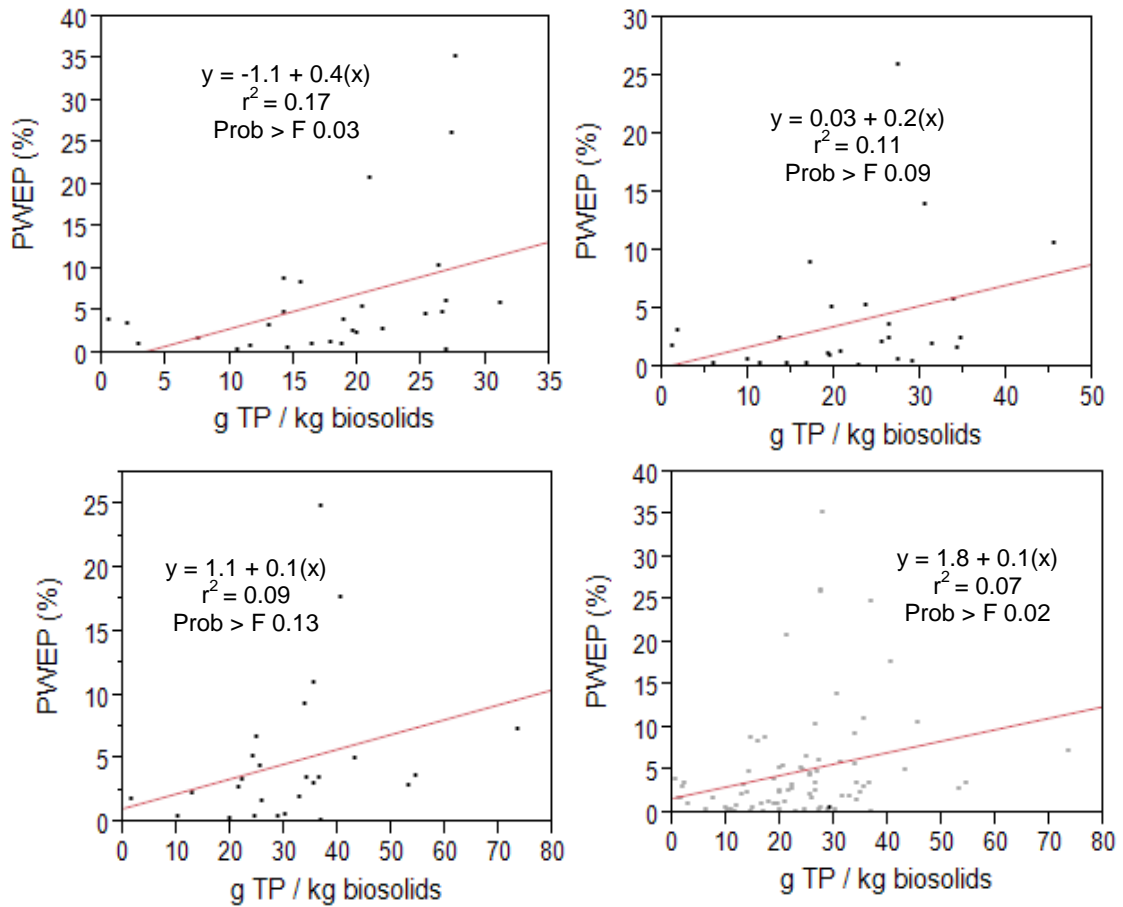 40
35
30
25
20
15
10
5
0
PWEP (%)
y = -1.1 + 0.4(x)
r² = 0.17
Prob > F 0.03
0 5 10 15 20 25 30 35
g TP / kg biosolids
30
25
20
15
10
5
0
PWEP (%)
y = 0.03 + 0.2(x)
r² = 0.11
Prob > F 0.09
0 10 20 30 40 50
g TP / kg biosolids
25
20
15
10
5
0
PWEP (%)
y = 1.1 + 0.1(x)
r² = 0.09
Prob > F 0.13
0 10 20 30 40 50 60 70 80
g TP / kg biosolids
40
35
30
25
20
15
10
5
0
PWEP (%)
y = 1.8 + 0.1(x)
r² = 0.07
Prob > F 0.02
0 10 20 30 40 50 60 70 80
g TP / kg biosolids